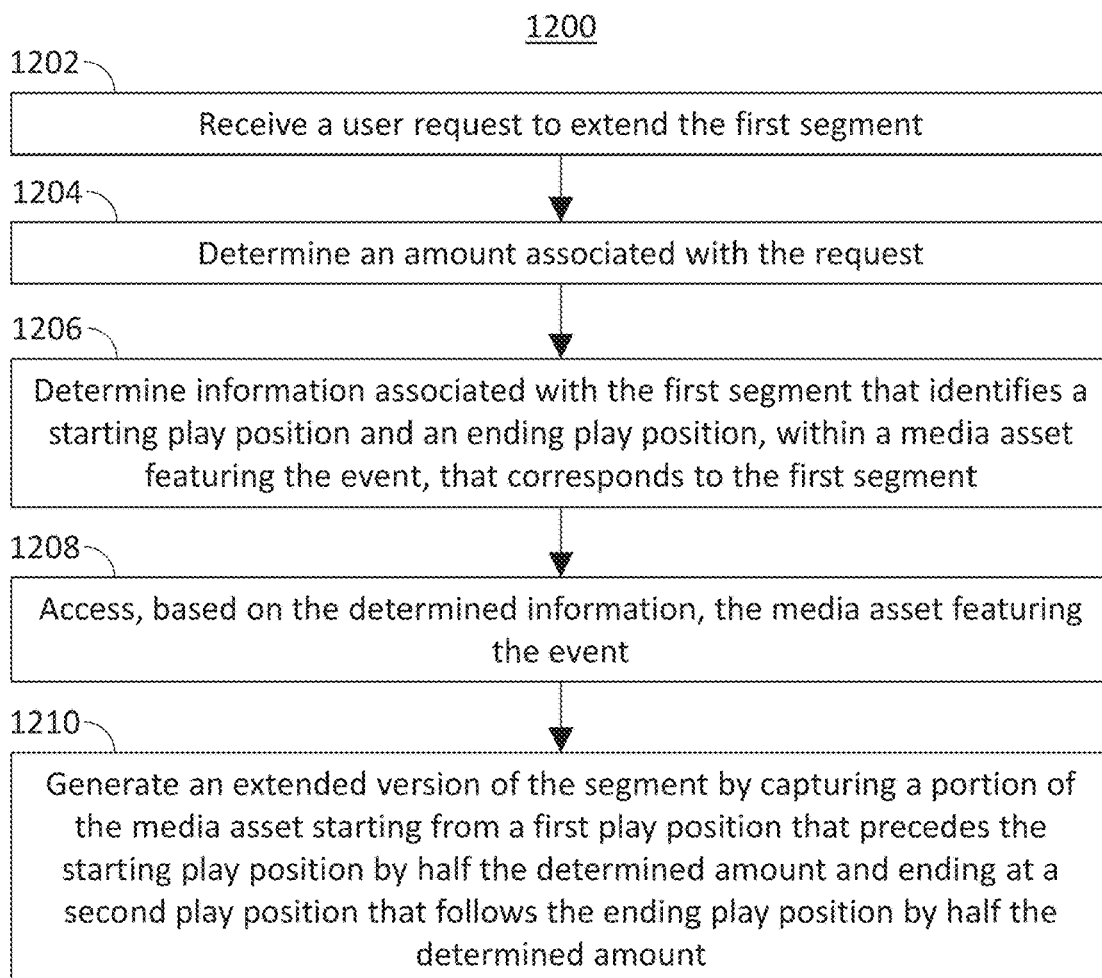 1200
1202
Receive a user request to extend the first segment
1204
Determine an amount associated with the request
1206
Determine information associated with the first segment that identifies a
starting play position and an ending play position, within a media asset
featuring the event, that corresponds to the first segment
1208
Access, based on the determined information, the media asset featuring
the event
1210
Generate an extended version of the segment by capturing a portion of
the media asset starting from a first play position that precedes the
starting play position by half the determined amount and ending at a
second play position that follows the ending play position by half the
determined amount